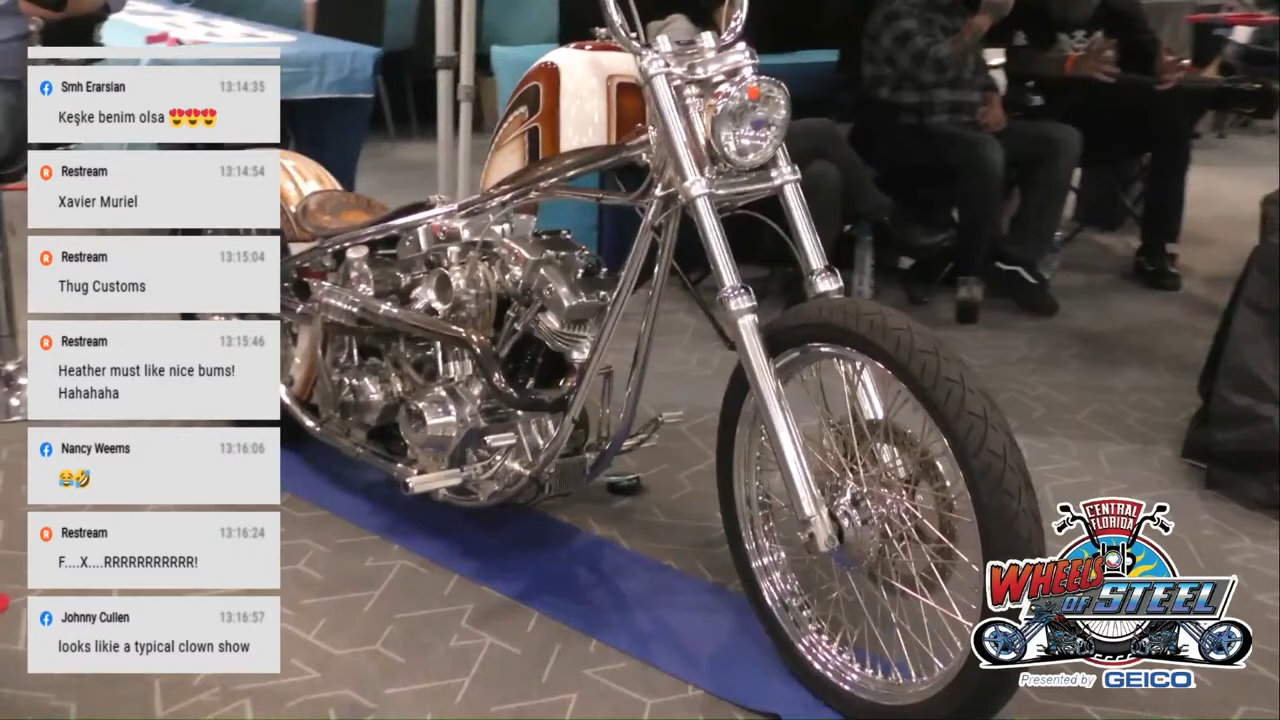 Smh Erarslan 13:14:35
Keşke benim olsa 😍😍😍
Restream 13:14:54
Xavier Muriel
Restream 13:15:04
Thug Customs
Restream 13:15:46
Heather must like nice bums!
Hahahaha
Nancy Weems 13:16:06
😂🤣
Restream 13:16:24
F....X....RRRRRRRRRRR!
Johnny Cullen 13:16:57
looks likie a typical clown show
CENTRAL
FLORIDA
WHEELS
OF STEEL
Presented by GEICO